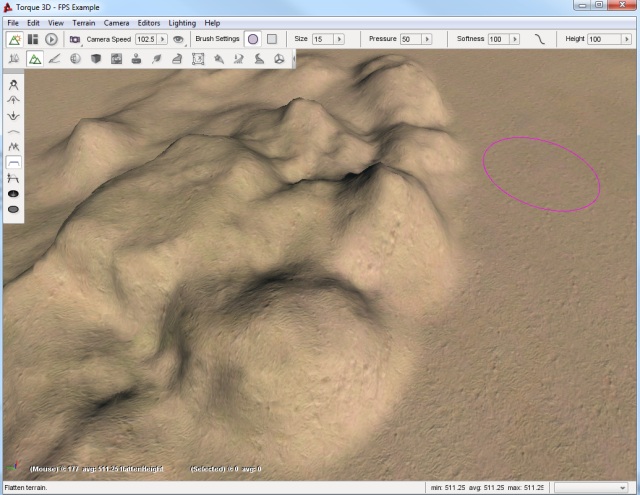 Torque 3D - FPS Example
File Edit View Terrain Camera Editors Lighting Help
Camera Speed 102.5 Brush Settings Size 15 Pressure 50 Softness 100 Height 100
(Mouse) #: 177 avg: 511.25 flattenHeight (Selected) #: 0 avg: 0
Flatten terrain. min: 511.25 avg: 511.25 max: 511.25